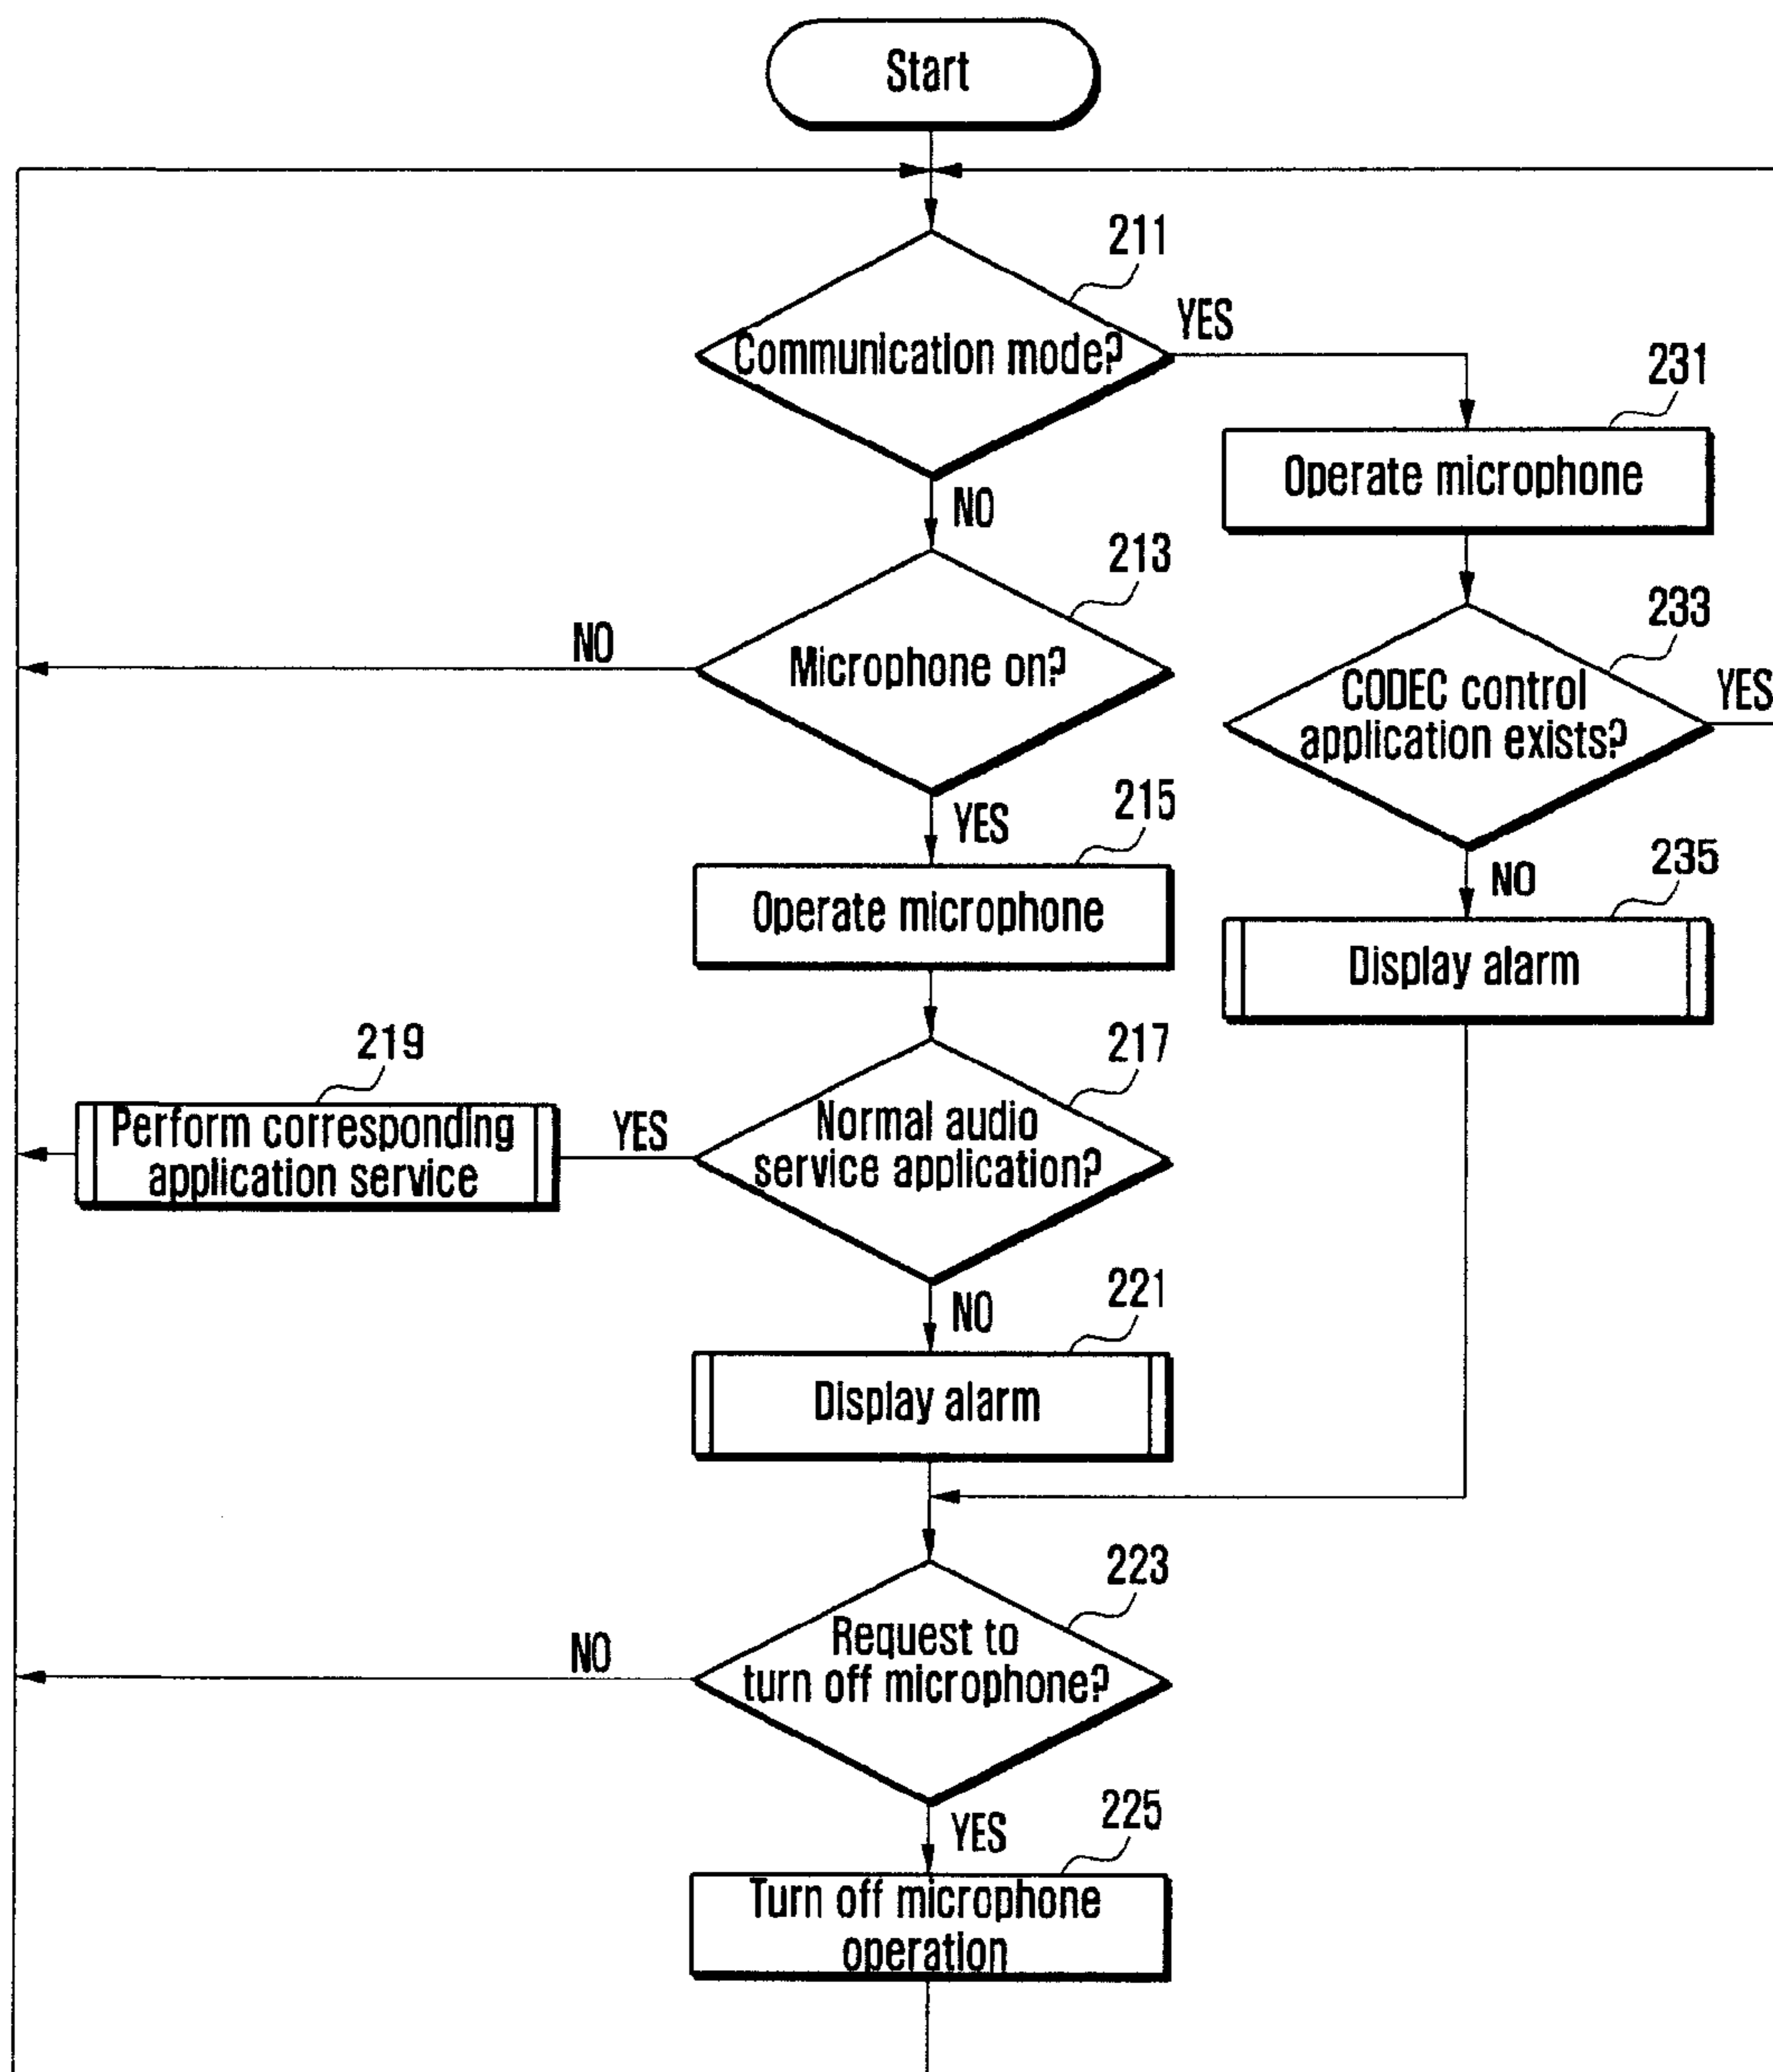 Start
211
Communication mode?
YES
NO
231
Operate microphone
213
Microphone on?
NO
YES
233
CODEC control
application exists?
YES
NO
215
Operate microphone
235
Display alarm
217
Normal audio
service application?
YES
NO
219
Perform corresponding
application service
221
Display alarm
223
Request to
turn off microphone?
NO
YES
225
Turn off microphone
operation